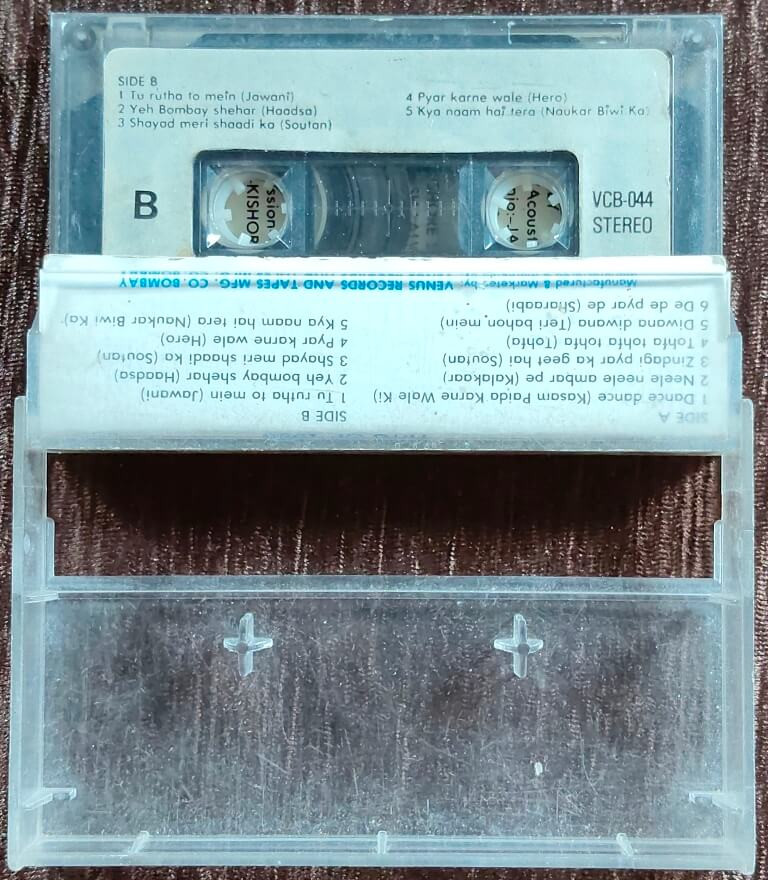 SIDE B
1 Tu rutha to mein (Jawani)
2 Yeh Bombay shehar (Haadsa)
3 Shayad meri shaadi ka (Soutan)
4 Pyar karne wale (Hero)
5 Kya naam hai tera (Naukar Biwi Ka)
B
ssion
KISHOR
Acoust
VCB-044
STEREO
SIDE A
1 Dance dance (Kasam Paida Karne Wale Ki)
2 Neele neele ambar pe (Kalakaar)
3 Zindagi pyar ka geet hai (Soutan)
4 Tohfa tohfa tohfa (Tohfa)
5 Diwana diwana (Teri bahon mein)
6 De de pyar de (Sharaabi)
SIDE B
1 Tu rutha to mein (Jawani)
2 Yeh bombay shehar (Haadsa)
3 Shayad meri shaadi ka (Soutan)
4 Pyar karne wale (Hero)
5 Kya naam hai tera (Naukar Biwi Ka)
Manufactured & Marketed by: VENUS RECORDS AND TAPES MFG. CO. BOMBAY